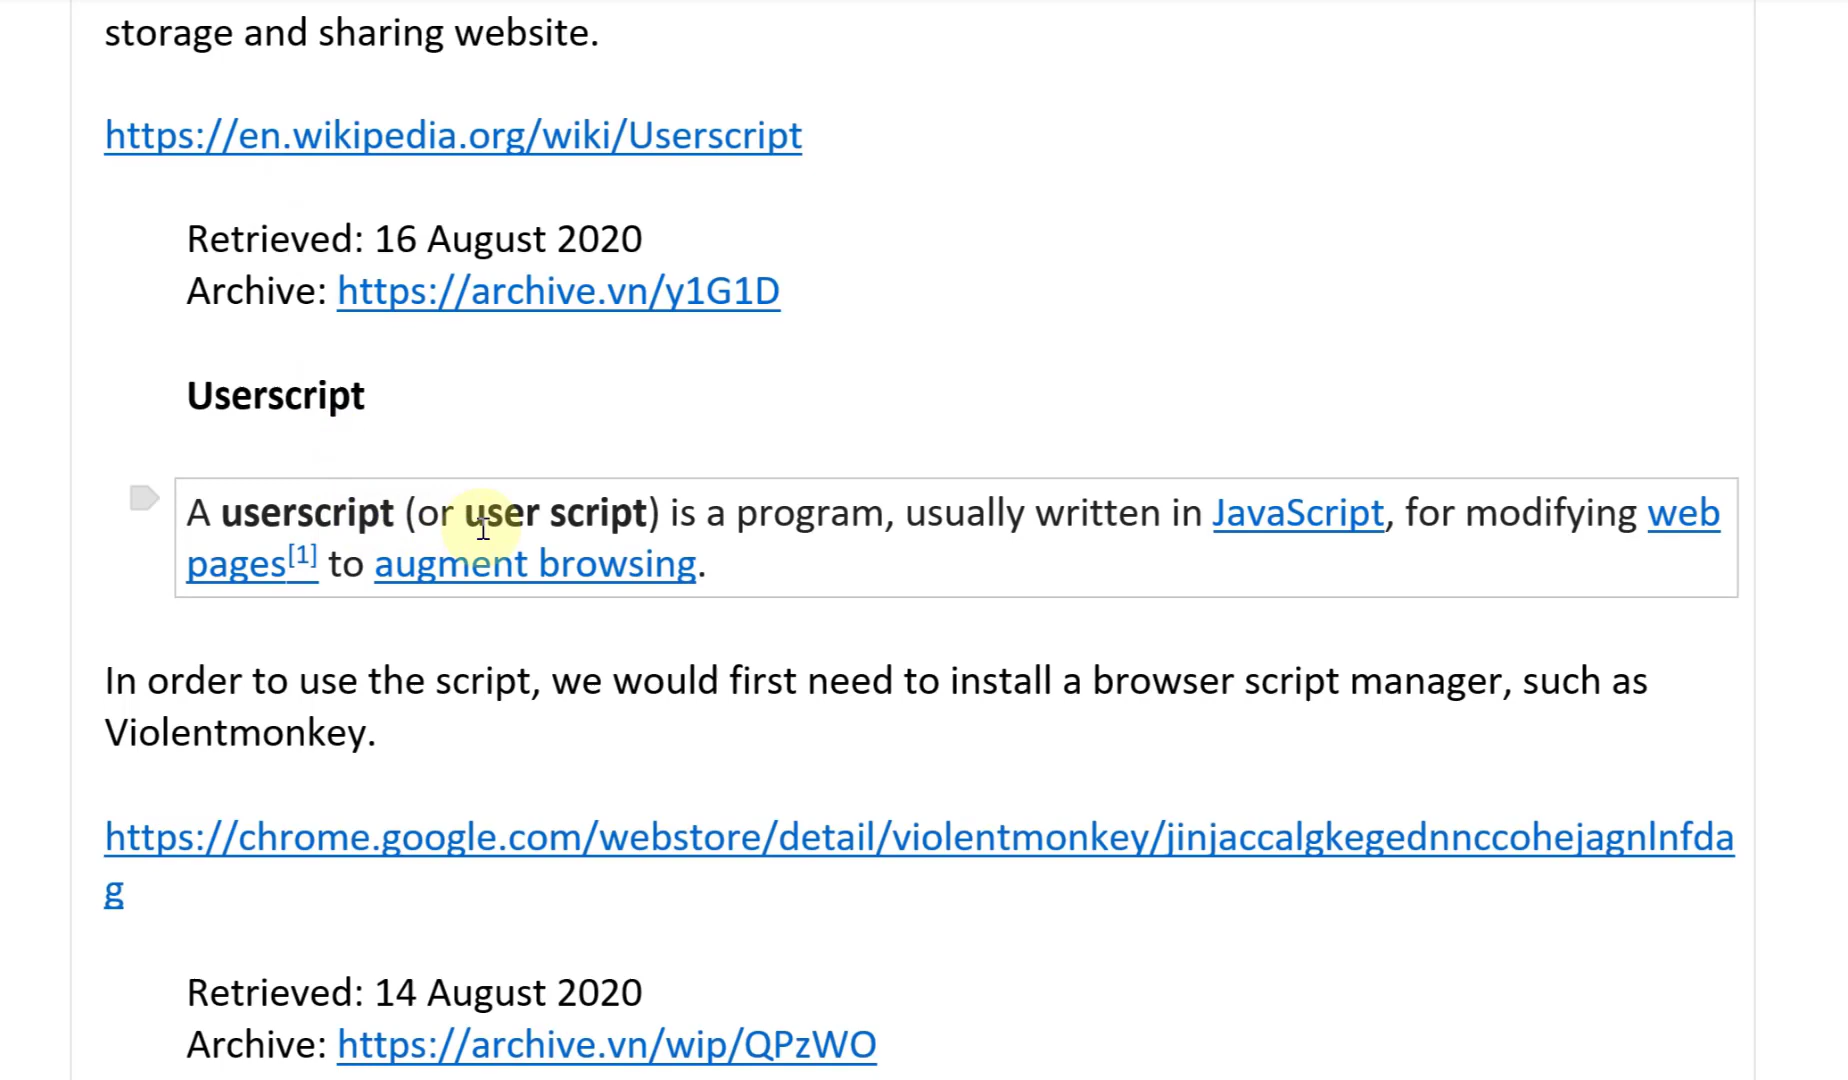 storage and sharing website.
https://en.wikipedia.org/wiki/Userscript
Retrieved: 16 August 2020
Archive: https://archive.vn/y1G1D
Userscript
A userscript (or user script) is a program, usually written in JavaScript, for modifying web
pages[1] to augment browsing.
In order to use the script, we would first need to install a browser script manager, such as
Violentmonkey.
https://chrome.google.com/webstore/detail/violentmonkey/jinjaccalgkegednnccohejagnlnfda
g
Retrieved: 14 August 2020
Archive: https://archive.vn/wip/QPzWO